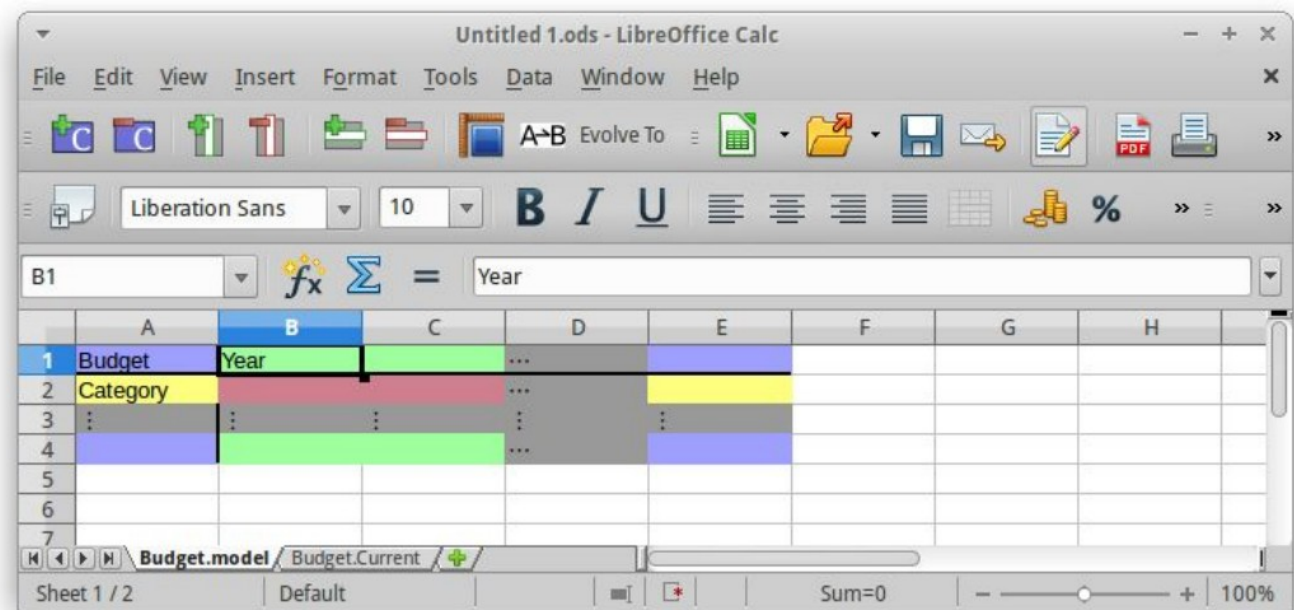 Untitled 1.ods - LibreOffice Calc
File Edit View Insert Format Tools Data Window Help
C C A→B Evolve To PDF »
Liberation Sans 10 B I U % » »
B1 fx Σ = Year
A B C D E F G H
1 Budget Year ...
2 Category ...
3 ⋮ ⋮ ⋮ ⋮ ⋮
4 ...
5
6
7
Budget.model Budget.Current
Sheet 1 / 2 Default Sum=0 100%